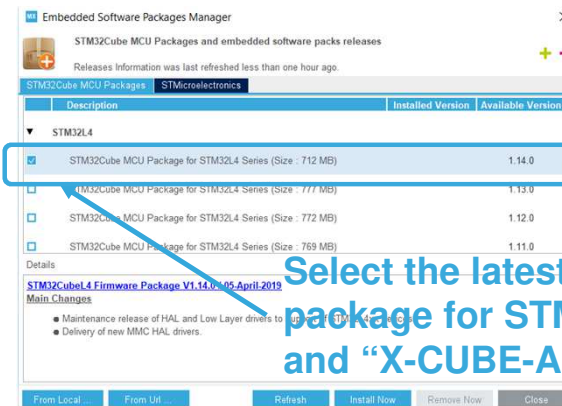 MX Embedded Software Packages Manager
STM32Cube MCU Packages and embedded software packs releases
Releases Information was last refreshed less than one hour ago.
STM32Cube MCU Packages STMicroelectronics
Description Installed Version Available Version
STM32L4
STM32Cube MCU Package for STM32L4 Series (Size : 712 MB) 1.14.0
STM32Cube MCU Package for STM32L4 Series (Size : 777 MB) 1.13.0
STM32Cube MCU Package for STM32L4 Series (Size : 772 MB) 1.12.0
STM32Cube MCU Package for STM32L4 Series (Size : 769 MB) 1.11.0
Details
STM32CubeL4 Firmware Package V1.14.0 / 05-April-2019
Main Changes
Maintenance release of HAL and Low Layer drivers to support of
Delivery of new MMC HAL drivers.
Select the latest
package for STM
and “X-CUBE-A
From Local ... From Url ... Refresh Install Now Remove Now Close